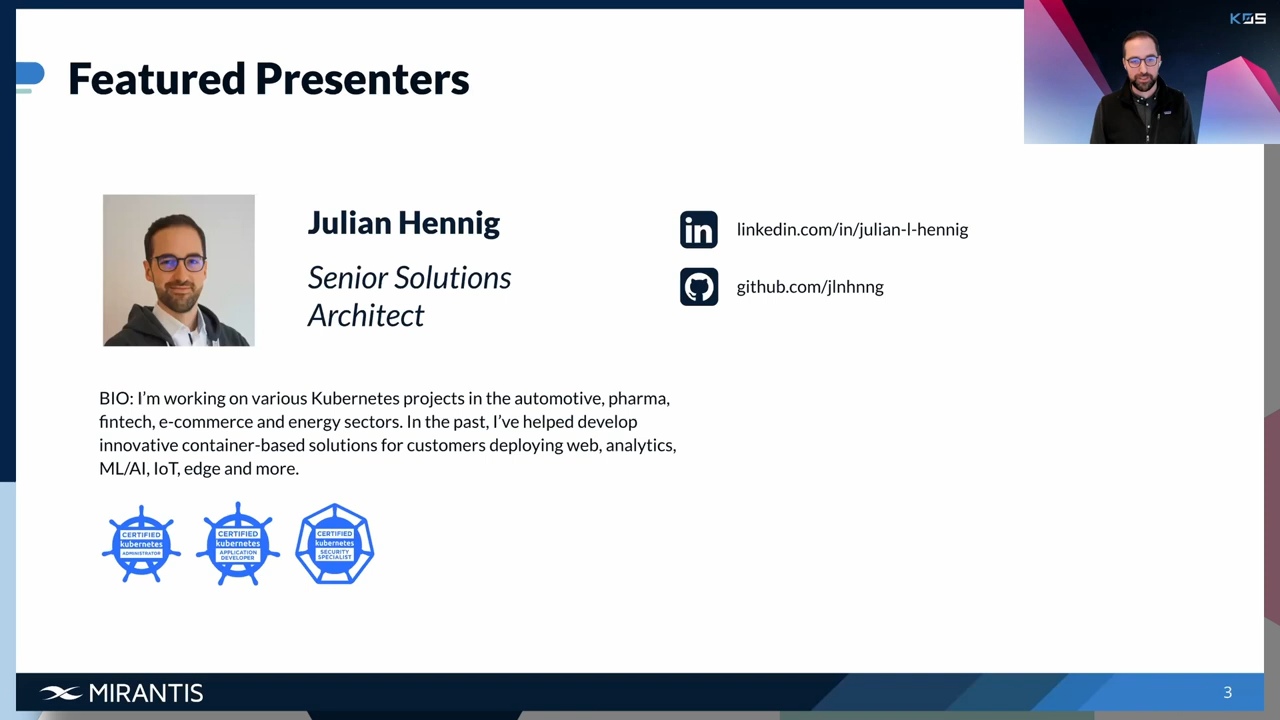 K0S
Featured Presenters
Julian Hennig
Senior Solutions
Architect
in
linkedin.com/in/julian-l-hennig
github.com/jlnhnng
BIO: I'm working on various Kubernetes projects in the automotive, pharma,
fintech, e-commerce and energy sectors. In the past, I've helped develop
innovative container-based solutions for customers deploying web, analytics,
ML/AI, IoT, edge and more.
CERTIFIED
kubernetes
ADMINISTRATOR
CERTIFIED
kubernetes
APPLICATION
DEVELOPER
CERTIFIED
kubernetes
SECURITY
SPECIALIST
MIRANTIS
3